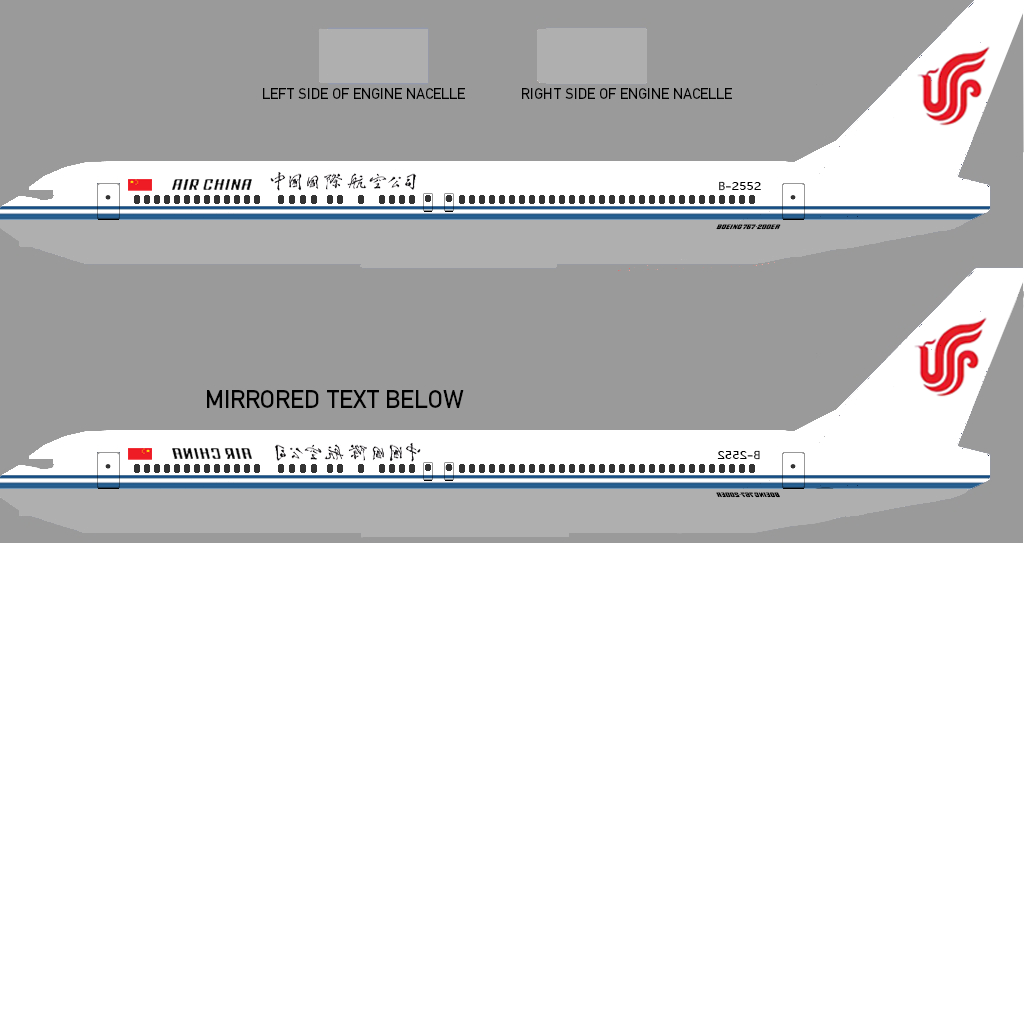 LEFT SIDE OF ENGINE NACELLE
RIGHT SIDE OF ENGINE NACELLE
AIR CHINA 中国国際航空公司
B-2552
BOEING 767-200ER
MIRRORED TEXT BELOW
AIR CHINA 中国国際航空公司
B-2552
BOEING 767-200ER